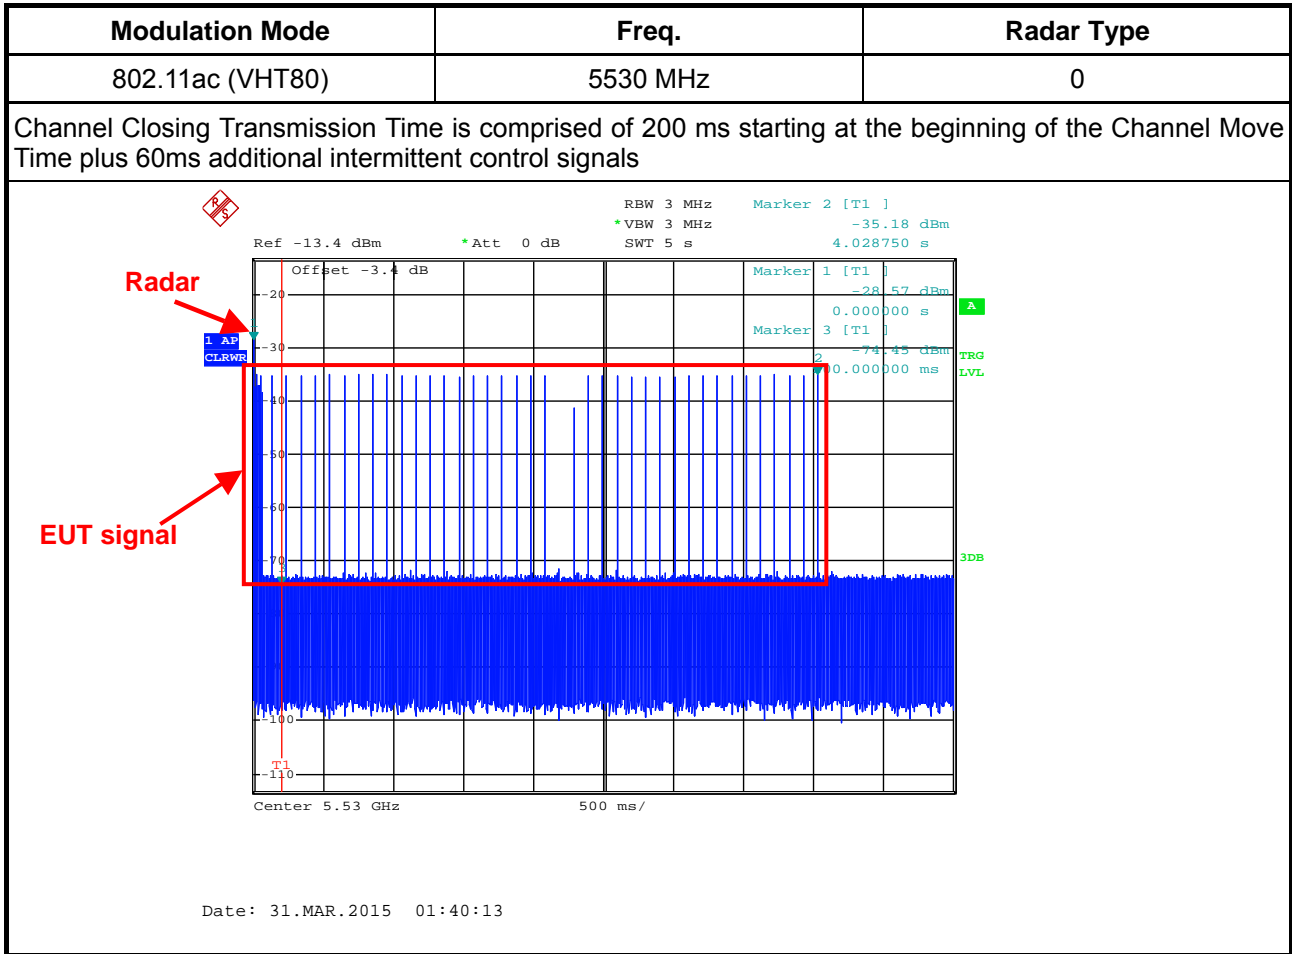 Modulation Mode Freq. Radar Type
802.11ac (VHT80) 5530 MHz 0
Channel Closing Transmission Time is comprised of 200 ms starting at the beginning of the Channel Move
Time plus 60ms additional intermittent control signals
R S
RBW 3 MHz Marker 2 [T1 ]
*VBW 3 MHz -35.18 dBm
Ref -13.4 dBm *Att 0 dB SWT 5 s 4.028750 s
Offset -3.4 dB Marker 1 [T1 ]
Radar
-20 -28.57 dBm
0.000000 s A
1 Marker 3 [T1 ]
1 AP
-30 -74.45 dBm TRG
CLRWR 2 00.000000 ms LVL
-40
-50
EUT signal
-60
-70 3DB
3
-100
T1
-110
Center 5.53 GHz 500 ms/
Date: 31.MAR.2015 01:40:13